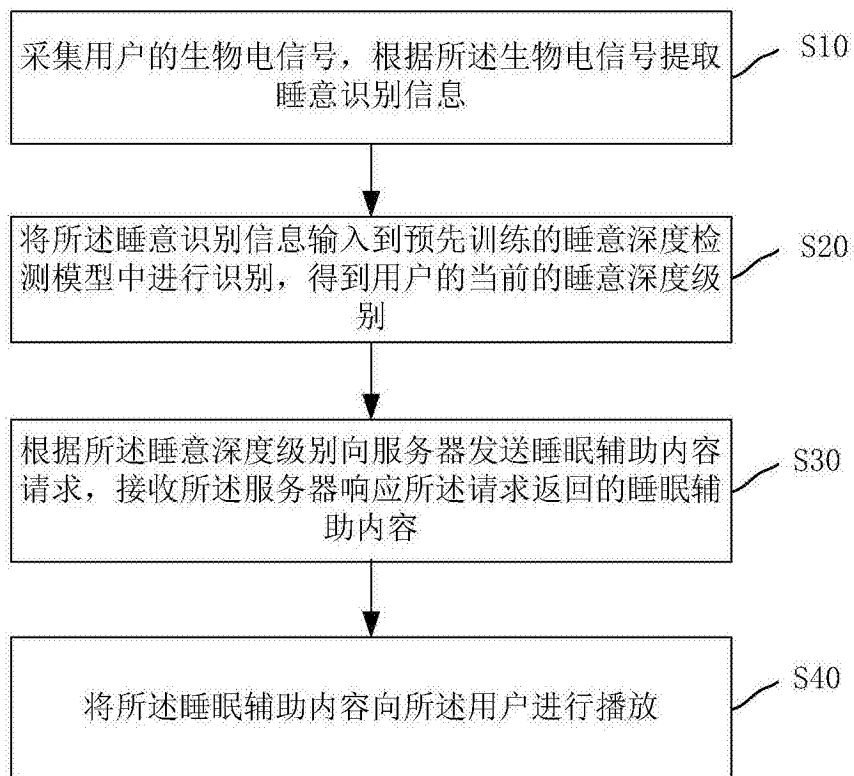 采集用户的生物电信号，根据所述生物电信号提取
睡意识别信息
S10
将所述睡意识别信息输入到预先训练的睡意深度检
测模型中进行识别，得到用户的当前的睡意深度级
别
S20
根据所述睡意深度级别向服务器发送睡眠辅助内容
请求，接收所述服务器响应所述请求返回的睡眠辅
助内容
S30
将所述睡眠辅助内容向所述用户进行播放
S40